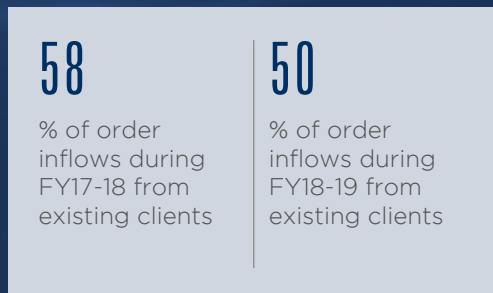 58
% of order
inflows during
FY17-18 from
existing clients
50
% of order
inflows during
FY18-19 from
existing clients